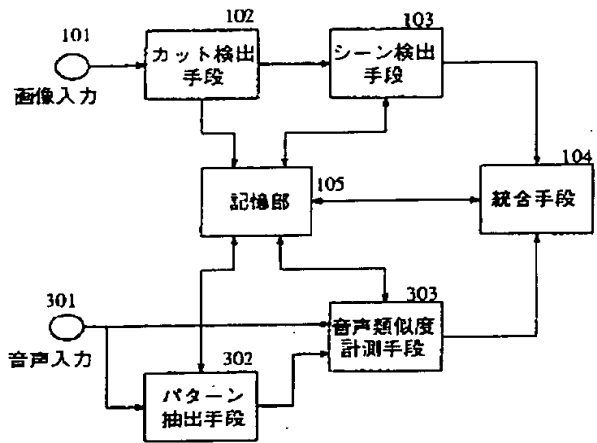 101
画像入力
102
カット検出
手段
103
シーン検出
手段
104
統合手段
105
記憶部
301
音声入力
302
パターン
抽出手段
303
音声類似度
計測手段